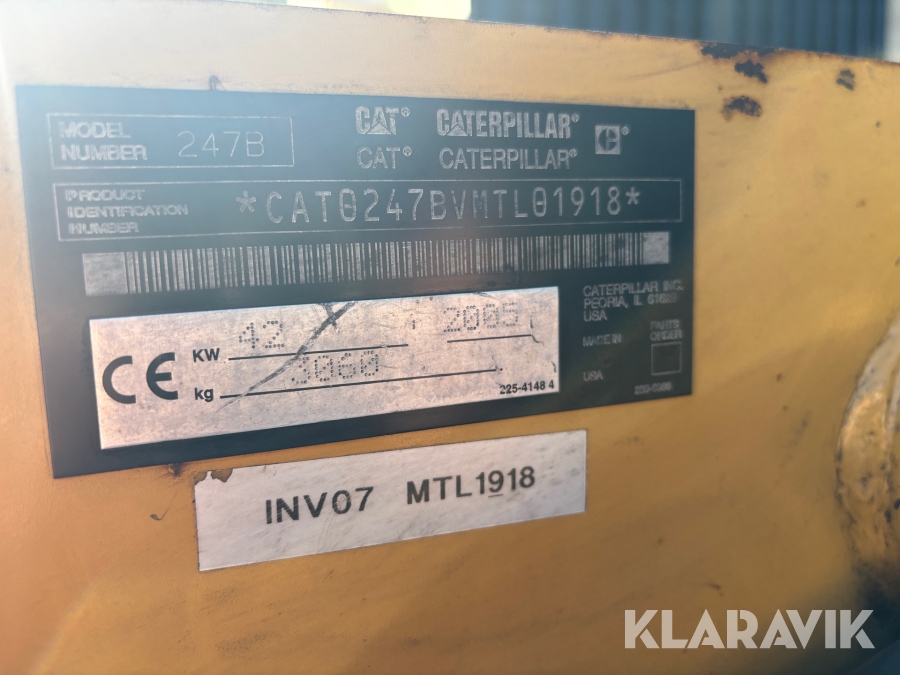 MODEL NUMBER 247B
CAT® CATERPILLAR®
CAT® CATERPILLAR®
PRODUCT IDENTIFICATION NUMBER *CAT0247BVMTL01918*
CATERPILLAR INC.
PEORIA, IL
USA
MADE IN
USA
PARTS ORDER
CE
KW 42 2005
kg 3060
225-4148 4
INV07 MTL1918
KLARAVIK